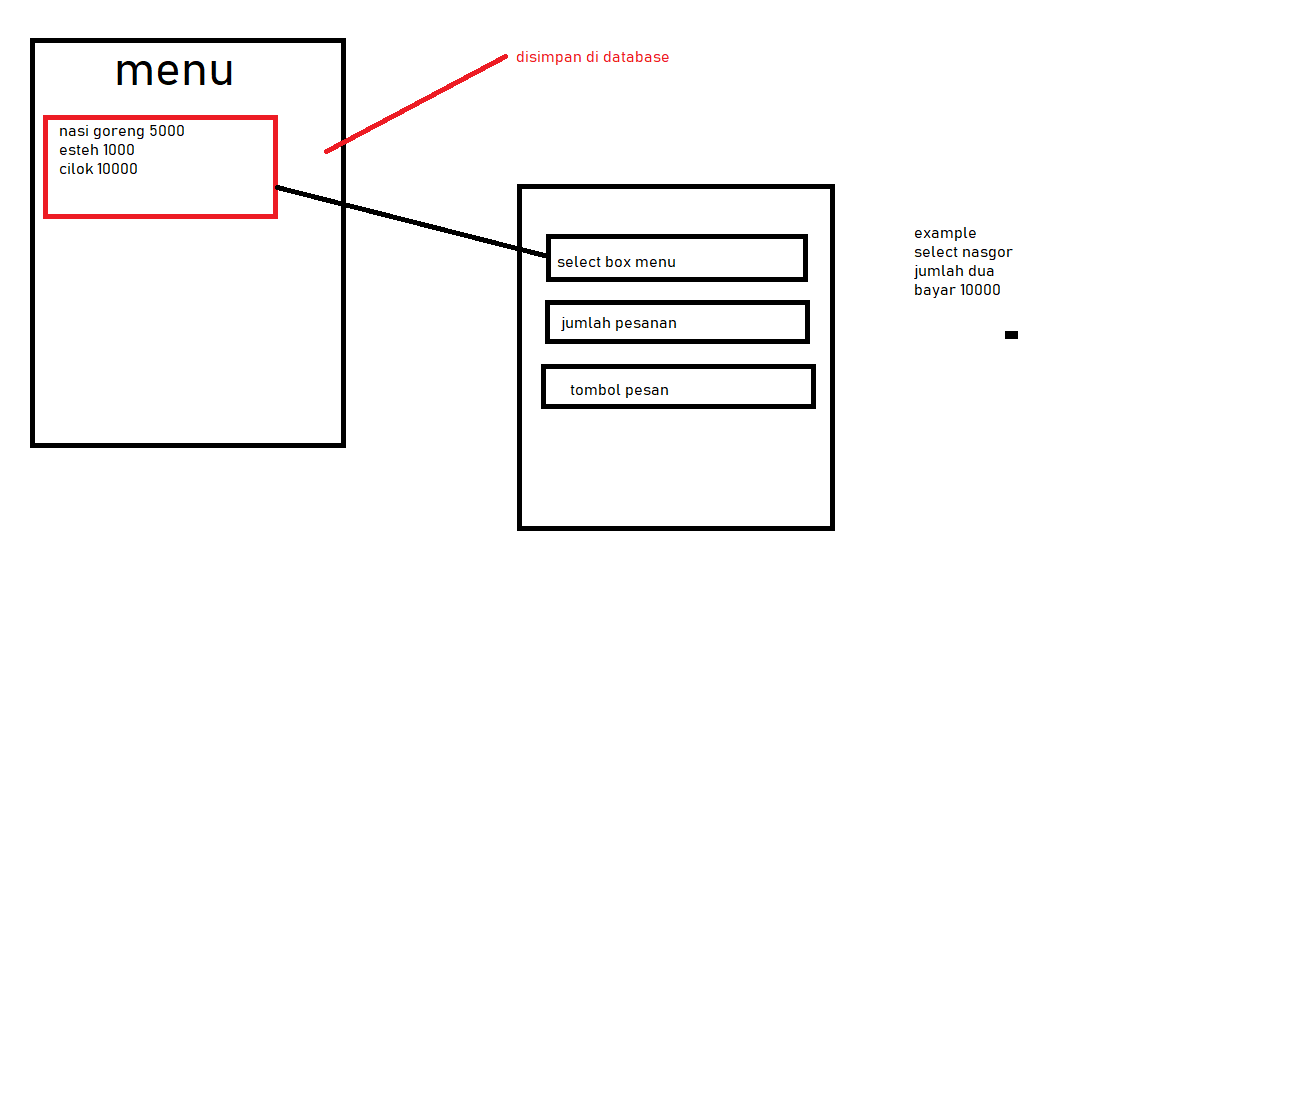 menu
nasi goreng 5000
esteh 1000
cilok 10000
disimpan di database
select box menu
jumlah pesanan
tombol pesan
example
select nasgor
jumlah dua
bayar 10000